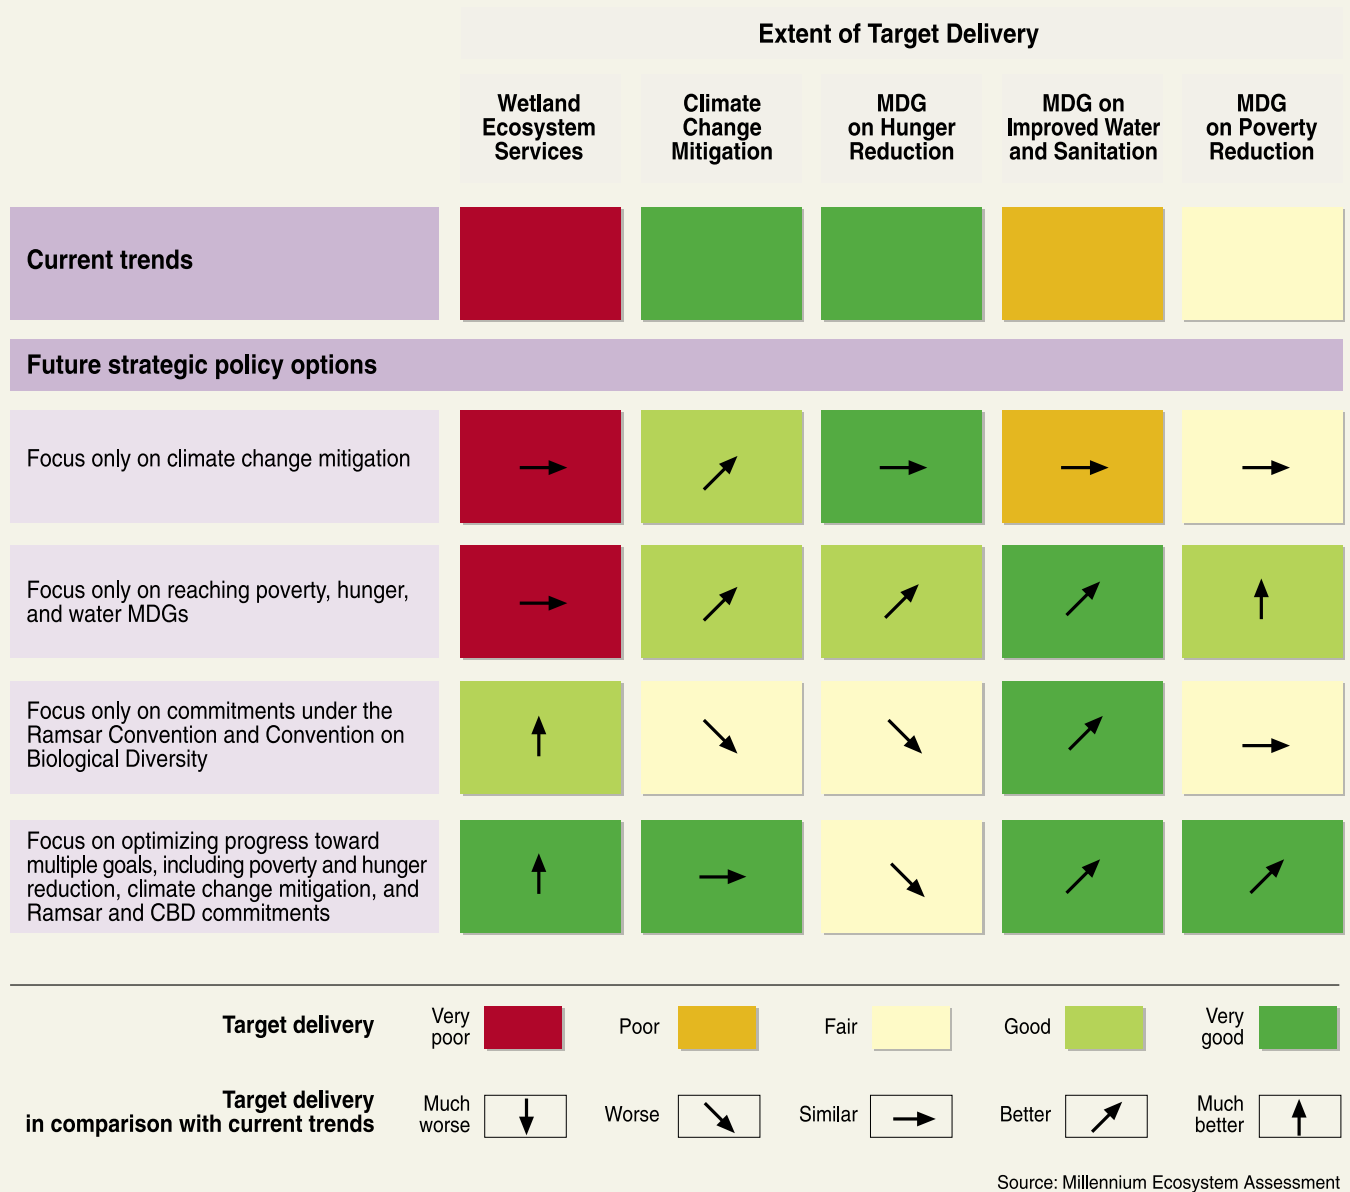 Extent of Target Delivery
Wetland
Ecosystem
Services
Climate
Change
Mitigation
MDG
on Hunger
Reduction
MDG on
Improved Water
and Sanitation
MDG
on Poverty
Reduction
Current trends
Future strategic policy options
Focus only on climate change mitigation
Focus only on reaching poverty, hunger,
and water MDGs
Focus only on commitments under the
Ramsar Convention and Convention on
Biological Diversity
Focus on optimizing progress toward
multiple goals, including poverty and hunger
reduction, climate change mitigation, and
Ramsar and CBD commitments
Target delivery
Very
poor
Poor
Fair
Good
Very
good
Target delivery
in comparison with current trends
Much
worse
Worse
Similar
Better
Much
better
Source: Millennium Ecosystem Assessment